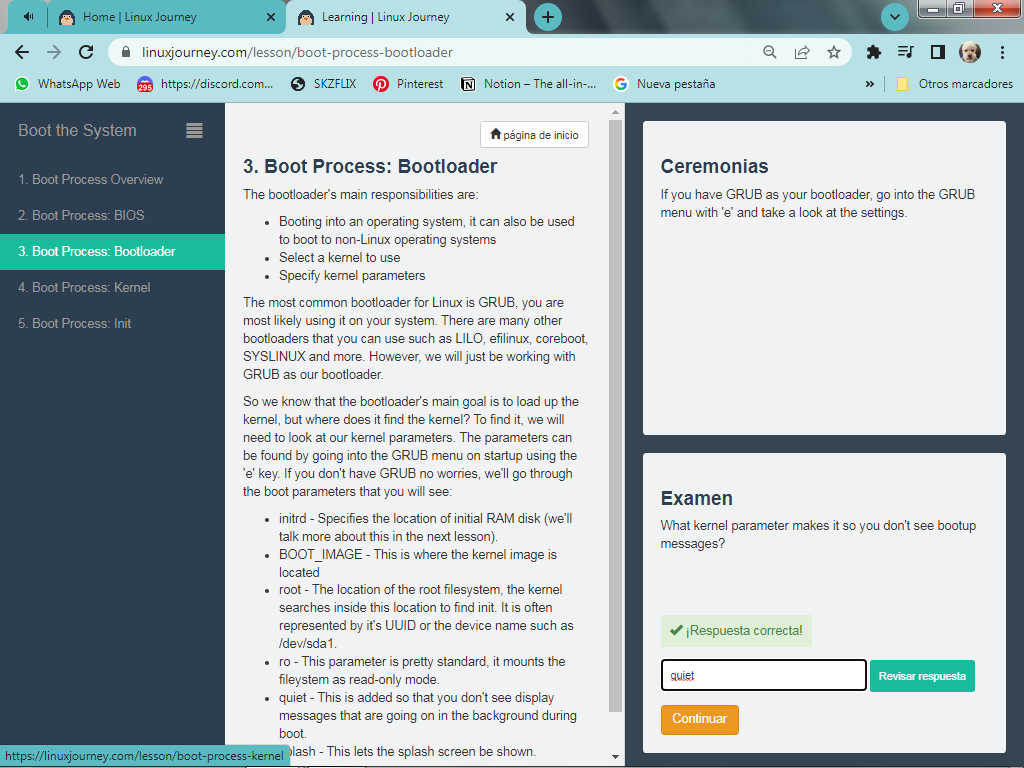 Home | Linux Journey
Learning | Linux Journey
linuxjourney.com/lesson/boot-process-bootloader
WhatsApp Web
295
https://discord.com...
SKZFLIX
Pinterest
Notion – The all-in-...
Nueva pestaña
»
Otros marcadores
Boot the System
1. Boot Process Overview
2. Boot Process: BIOS
3. Boot Process: Bootloader
4. Boot Process: Kernel
5. Boot Process: Init
página de inicio
3. Boot Process: Bootloader
The bootloader's main responsibilities are:
• Booting into an operating system, it can also be used
to boot to non-Linux operating systems
• Select a kernel to use
• Specify kernel parameters
The most common bootloader for Linux is GRUB, you are
most likely using it on your system. There are many other
bootloaders that you can use such as LILO, efilinux, coreboot,
SYSLINUX and more. However, we will just be working with
GRUB as our bootloader.
So we know that the bootloader's main goal is to load up the
kernel, but where does it find the kernel? To find it, we will
need to look at our kernel parameters. The parameters can
be found by going into the GRUB menu on startup using the
'e' key. If you don't have GRUB no worries, we'll go through
the boot parameters that you will see:
• initrd - Specifies the location of initial RAM disk (we'll
talk more about this in the next lesson).
• BOOT_IMAGE - This is where the kernel image is
located
• root - The location of the root filesystem, the kernel
searches inside this location to find init. It is often
represented by it's UUID or the device name such as
/dev/sda1.
• ro - This parameter is pretty standard, it mounts the
fileystem as read-only mode.
• quiet - This is added so that you don't see display
messages that are going on in the background during
boot.
plash - This lets the splash screen be shown.
https://linuxjourney.com/lesson/boot-process-kernel
Ceremonias
If you have GRUB as your bootloader, go into the GRUB
menu with 'e' and take a look at the settings.
Examen
What kernel parameter makes it so you don't see bootup
messages?
¡Respuesta correcta!
quiet
Revisar respuesta
Continuar